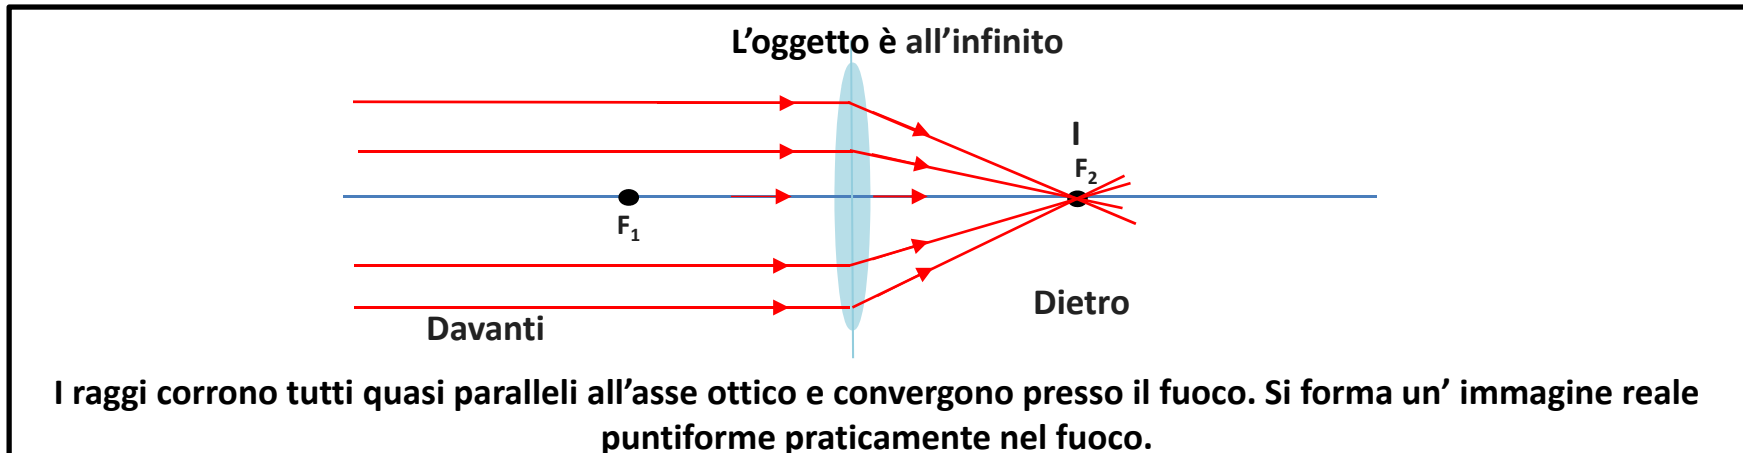 L’oggetto è all’infinito
I
F₂
F₁
Dietro
Davanti
I raggi corrono tutti quasi paralleli all’asse ottico e convergono presso il fuoco. Si forma un’ immagine reale
puntiforme praticamente nel fuoco.